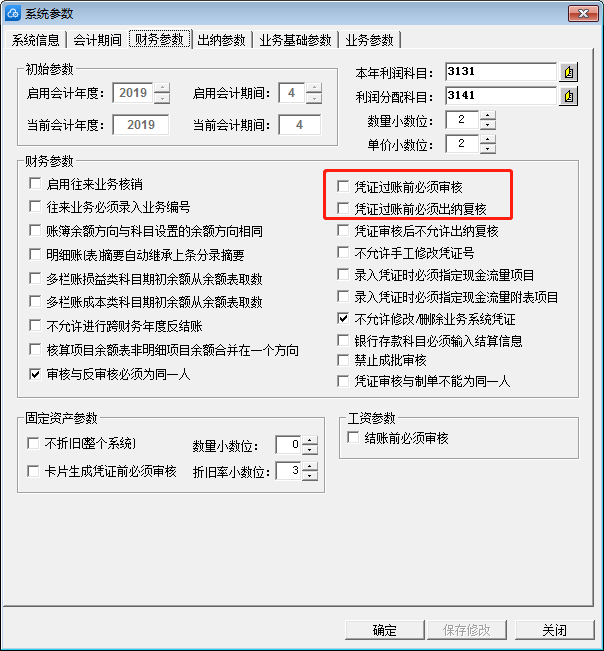 系统参数
系统信息 会计期间 财务参数 出纳参数 业务基础参数 业务参数
初始参数
启用会计年度： 2019 启用会计期间： 4
当前会计年度： 2019 当前会计期间： 4
本年利润科目： 3131
利润分配科目： 3141
数量小数位： 2
单价小数位： 2
财务参数
启用往来业务核销
往来业务必须录入业务编号
账簿余额方向与科目设置的余额方向相同
明细账(表)摘要自动继承上条分录摘要
多栏账损益类科目期初余额从余额表取数
多栏账成本类科目期初余额从余额表取数
不允许进行跨财务年度反结账
核算项目余额表非明细项目余额合并在一个方向
审核与反审核必须为同一人
凭证过账前必须审核
凭证过账前必须出纳复核
凭证审核后不允许出纳复核
不允许手工修改凭证号
录入凭证时必须指定现金流量项目
录入凭证时必须指定现金流量附表项目
不允许修改/删除业务系统凭证
银行存款科目必须输入结算信息
禁止成批审核
凭证审核与制单不能为同一人
固定资产参数
不折旧(整个系统) 数量小数位： 0
卡片生成凭证前必须审核 折旧率小数位： 3
工资参数
结账前必须审核
确定 保存修改 关闭